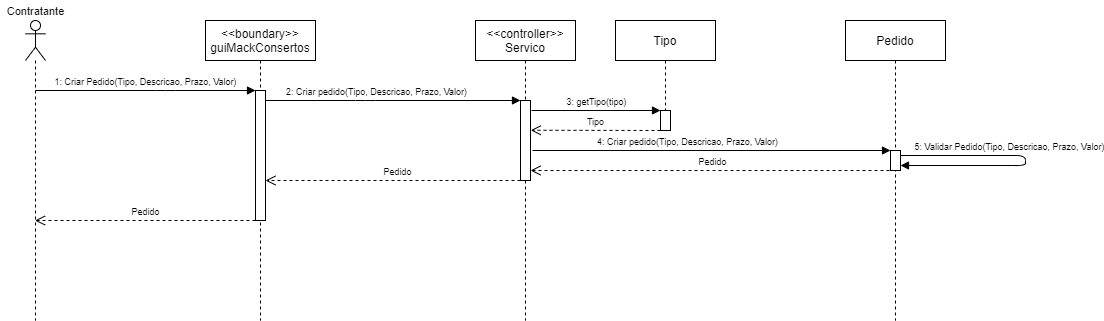 Contratante
<<boundary>>
guiMackConsertos
<<controller>>
Servico
Tipo
Pedido
1: Criar Pedido(Tipo, Descricao, Prazo, Valor)
2: Criar pedido(Tipo, Descricao, Prazo, Valor)
3: getTipo(tipo)
Tipo
4: Criar pedido(Tipo, Descricao, Prazo, Valor)
5: Validar Pedido(Tipo, Descricao, Prazo, Valor)
Pedido
Pedido
Pedido